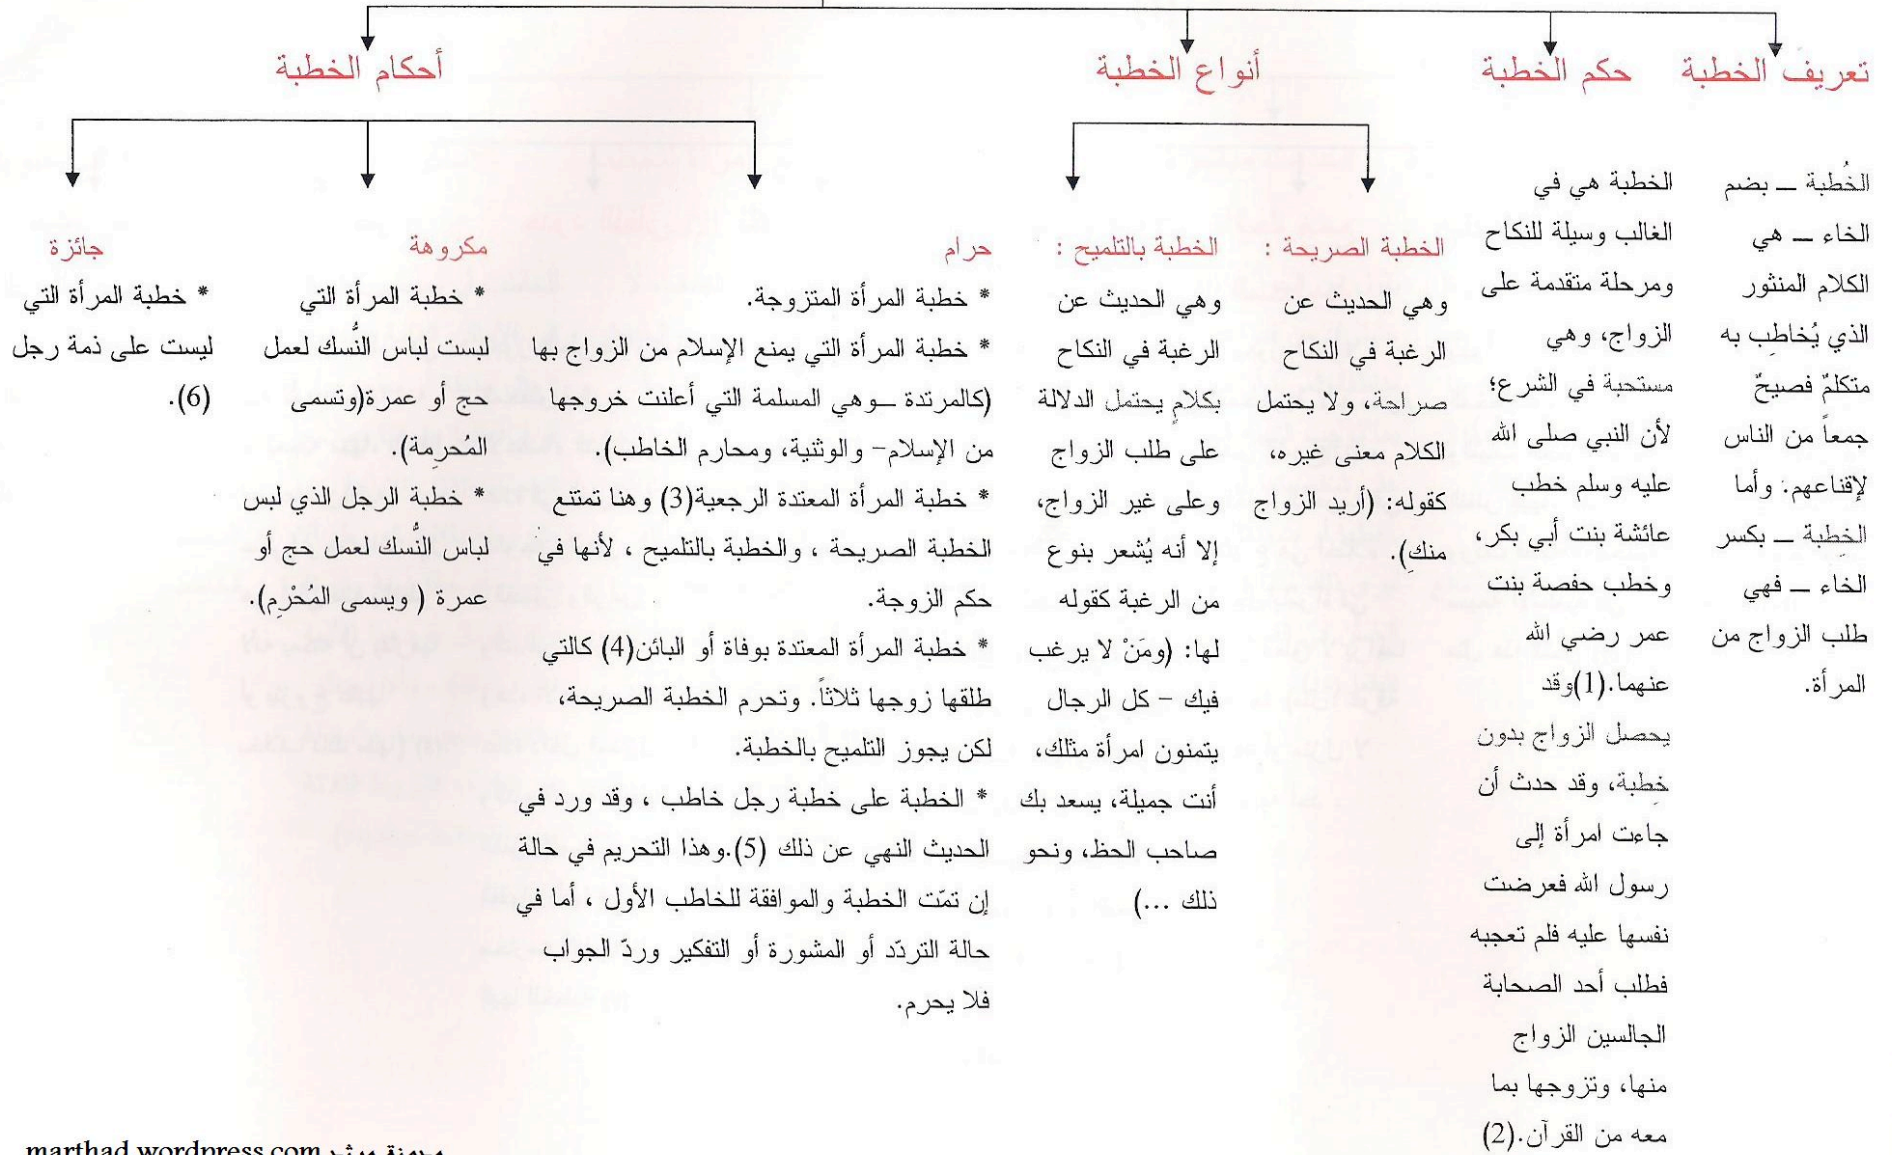 تعريف الخطبة
حكم الخطبة
أنواع الخطبة
أحكام الخطبة
الخُطبة ــ بضم
الخاء ــ هي
الكلام المنثور
الذي يُخاطِب به
متكلمٌ فصيحٌ
جمعاً من الناس
لإقناعهم. وأما
الخِطبة ــ بكسر
الخاء ــ فهي
طلب الزواج من
المرأة.
الخطبة هي في
الغالب وسيلة للنكاح
ومرحلة متقدمة على
الزواج، وهي
مستحبة في الشرع؛
لأن النبي صلى الله
عليه وسلم خطب
عائشة بنت أبي بكر،
وخطب حفصة بنت
عمر رضي الله
عنهما.(1)وقد
يحصل الزواج بدون
خِطبة، وقد حدث أن
جاءت امرأة إلى
رسول الله فعرضت
نفسها عليه فلم تعجبه
فطلب أحد الصحابة
الجالسين الزواج
منها، وتزوجها بما
معه من القرآن.(2)
الخطبة الصريحة :
وهي الحديث عن
الرغبة في النكاح
صراحة، ولا يحتمل
الكلام معنى غيره،
كقوله: (أريد الزواج
منكِ).
الخطبة بالتلميح :
وهي الحديث عن
الرغبة في النكاح
بكلامٍ يحتمل الدلالة
على طلب الزواج
وعلى غير الزواج،
إلا أنه يُشعر بنوع
من الرغبة كقوله
لها: (ومَنْ لا يرغب
فيك - كل الرجال
يتمنون امرأة مثلك،
أنت جميلة، يسعد بك
صاحب الحظ، ونحو
ذلك ...)
حرام
* خطبة المرأة المتزوجة.
* خطبة المرأة التي يمنع الإسلام من الزواج بها
(كالمرتدة ــوهي المسلمة التي أعلنت خروجها
من الإسلام- والوثنية، ومحارم الخاطب).
* خطبة المرأة المعتدة الرجعية(3) وهنا تمتنع
الخطبة الصريحة ، والخطبة بالتلميح ، لأنها في
حكم الزوجة.
* خطبة المرأة المعتدة بوفاة أو البائن(4) كالتي
طلقها زوجها ثلاثاً. وتحرم الخطبة الصريحة،
لكن يجوز التلميح بالخطبة.
* الخطبة على خطبة رجل خاطب ، وقد ورد في
الحديث النهي عن ذلك (5).وهذا التحريم في حالة
إن تمّت الخطبة والموافقة للخاطب الأول ، أما في
حالة التردّد أو المشورة أو التفكير وردّ الجواب
فلا يحرم.
مكروهة
* خطبة المرأة التي
لبست لباس النُّسك لعمل
حج أو عمرة(وتسمى
المُحرِمة).
* خطبة الرجل الذي لبس
لباس النُّسك لعمل حج أو
عمرة ( ويسمى المُحْرِم).
جائزة
* خطبة المرأة التي
ليست على ذمة رجل
(6).
marthad.wordpress.com